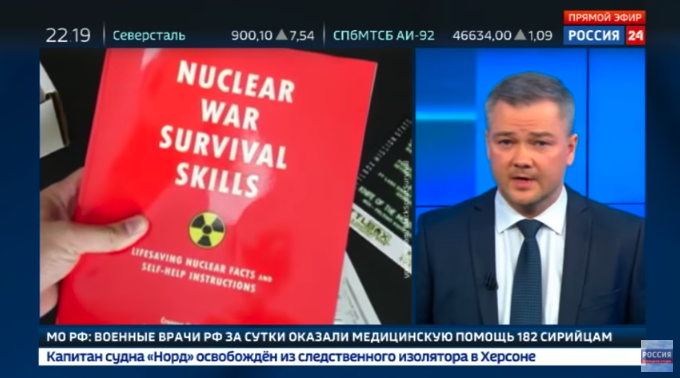 22.19 Северсталь 900,10 ▲ 7,54 СПбМТСБ АИ-92 46634,00 ▲ 1,09
ПРЯМОЙ ЭФИР
РОССИЯ 24
NUCLEAR
WAR
SURVIVAL
SKILLS
LIFESAVING NUCLEAR FACTS AND
SELF-HELP INSTRUCTIONS
МО РФ: ВОЕННЫЕ ВРАЧИ РФ ЗА СУТКИ ОКАЗАЛИ МЕДИЦИНСКУЮ ПОМОЩЬ 182 СИРИЙЦАМ
Капитан судна «Норд» освобождён из следственного изолятора в Херсоне
РОССИЯ